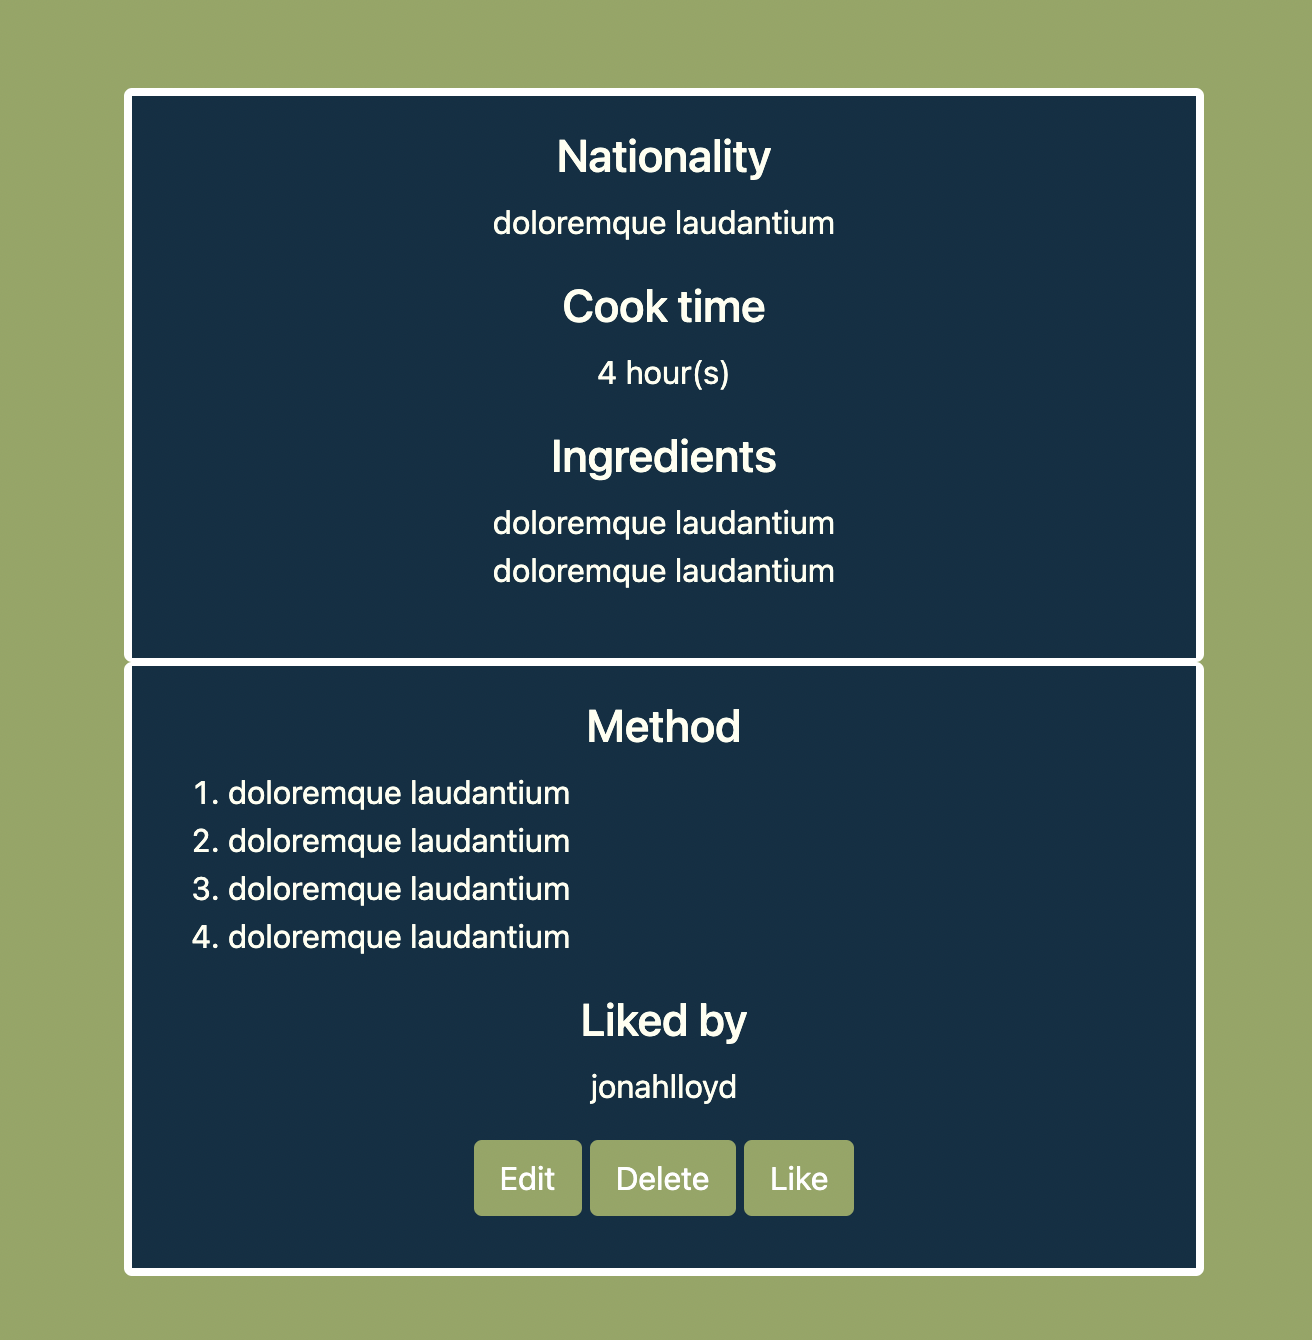 Nationality
doloremque laudantium
Cook time
4 hour(s)
Ingredients
doloremque laudantium
doloremque laudantium
Method
1. doloremque laudantium
2. doloremque laudantium
3. doloremque laudantium
4. doloremque laudantium
Liked by
jonahlloyd
Edit Delete Like